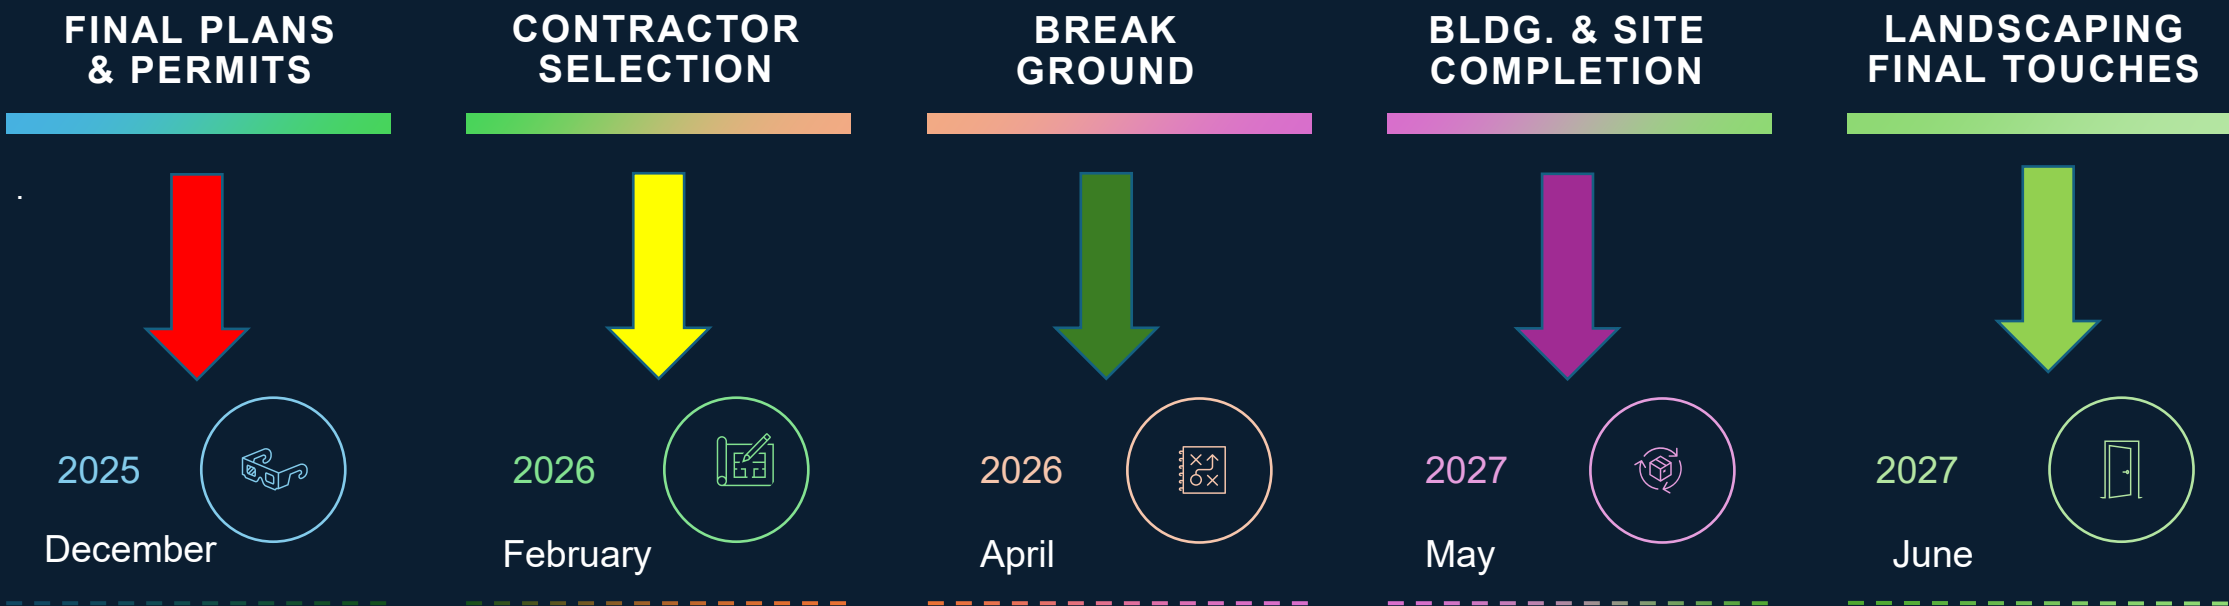 FINAL PLANS
& PERMITS
CONTRACTOR
SELECTION
BREAK
GROUND
BLDG. & SITE
COMPLETION
LANDSCAPING
FINAL TOUCHES
.
2025
December
2026
February
2026
April
2027
May
2027
June